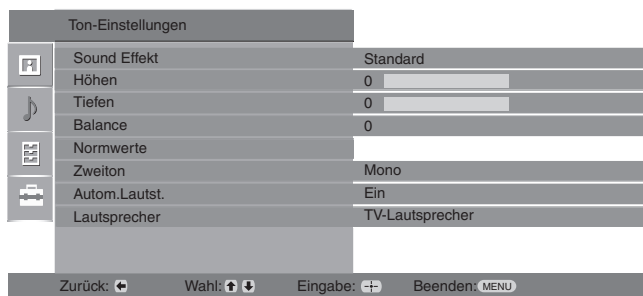 Ton-Einstellungen
Sound Effekt Standard
Höhen 0
Tiefen 0
Balance 0
Normwerte
Zweiton Mono
Autom.Lautst. Ein
Lautsprecher TV-Lautsprecher
Zurück: Wahl: Eingabe: Beenden: MENU